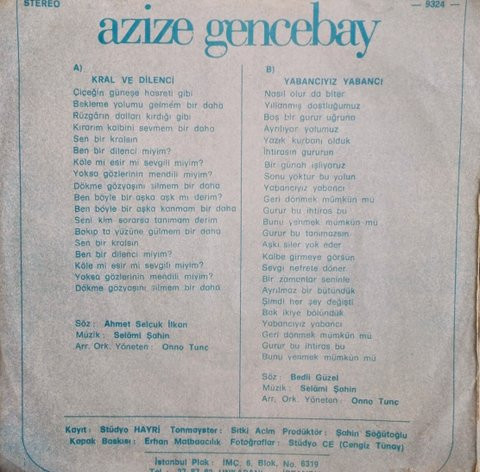 STEREO
— 9324 —
azize gencebay
A)
KRAL VE DİLENCİ
Çiçeğin güneşe hasreti gibi
Bekleme yolumu gelmem bir daha
Rüzgârın dalları kırdığı gibi
Kırarım kalbini sevmem bir daha
Sen bir kralsın
Ben bir dilenci miyim?
Köle mi esir mi sevgili miyim?
Yoksa gözlerinin mendili miyim?
Dökme gözyaşını silmem bir daha
Ben böyle bir aşka aşk mı derim?
Ben böyle bir aşka kanmam bir daha
Seni kim sorarsa tanımam derim
Bakıp ta yüzüne gülmem bir daha
Sen bir kralsın
Ben bir dilenci miyim?
Köle mi esir mi sevgili miyim?
Yoksa gözlerinin mendili miyim?
Dökme gözyaşını silmem bir daha
Söz : Ahmet Selçuk İlkan
Müzik : Selâmi Şahin
Arr. Ork. Yöneten : Onno Tunç
B)
YABANCIYIZ YABANCI
Nasıl olur da biter
Yıllanmış dostluğumuz
Boş bir gurur uğruna
Ayrılıyor yolumuz
Yazık kurbanı olduk
İhtirasın gururun
Bir günah işliyoruz
Sonu yoktur bu yolun
Yabancıyız yabancı
Geri dönmek mümkün mü
Gurur bu ihtiras bu
Bunu yenmek mümkün mü
Gurur bu tanımazsın
Aşkı siler yok eder
Kalbe girmeye görsün
Sevgi nefrete döner
Bir zamanlar seninle
Ayrılmaz bir bütündük
Şimdi her şey değişti
Bak ikiye bölündük
Yabancıyız yabancı
Geri dönmek mümkün mü
Gurur bu ihtiras bu
Bunu yenmek mümkün mü
Söz : Bedii Güzel
Müzik : Selâmi Şahin
Arr. Ork. Yöneten : Onno Tunç
Kayıt : Stüdyo HAYRİ Tonmayster : Sıtkı Acim Prodüktör : Şahin Söğütoğlu
Kapak Baskısı : Erhan Matbaacılık Fotoğraflar : Stüdyo CE (Cengiz Tünay)
İstanbul Plak : İMÇ. 6. Blok. No. 6319